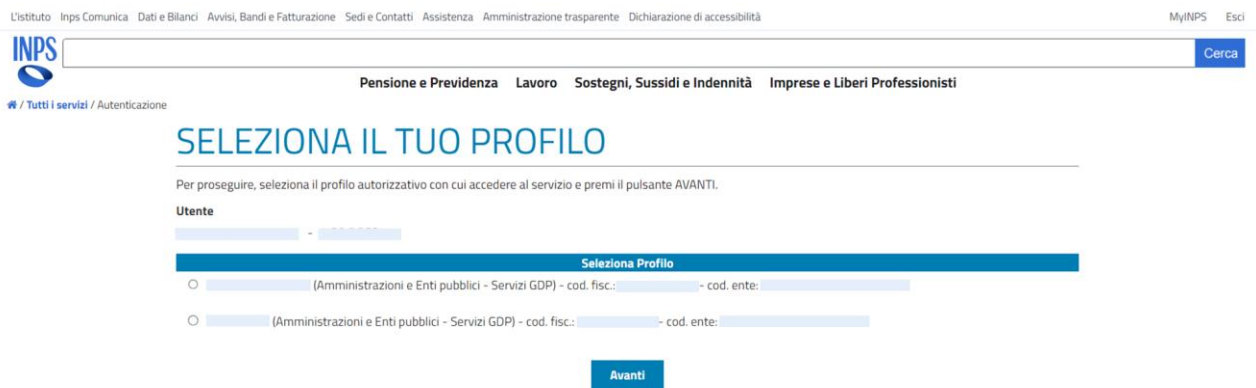 L'istituto Inps Comunica Dati e Bilanci Avvisi, Bandi e Fatturazione Sedi e Contatti Assistenza Amministrazione trasparente Dichiarazione di accessibilità MyINPS Esci
INPS
Cerca
Pensione e Previdenza Lavoro Sostegni, Sussidi e Indennità Imprese e Liberi Professionisti
/ Tutti i servizi / Autenticazione
SELEZIONA IL TUO PROFILO
Per proseguire, seleziona il profilo autorizzativo con cui accedere al servizio e premi il pulsante AVANTI.
Utente
-
Seleziona Profilo
(Amministrazioni e Enti pubblici - Servizi GDP) - cod. fisc.: - cod. ente:
(Amministrazioni e Enti pubblici - Servizi GDP) - cod. fisc.: - cod. ente:
Avanti